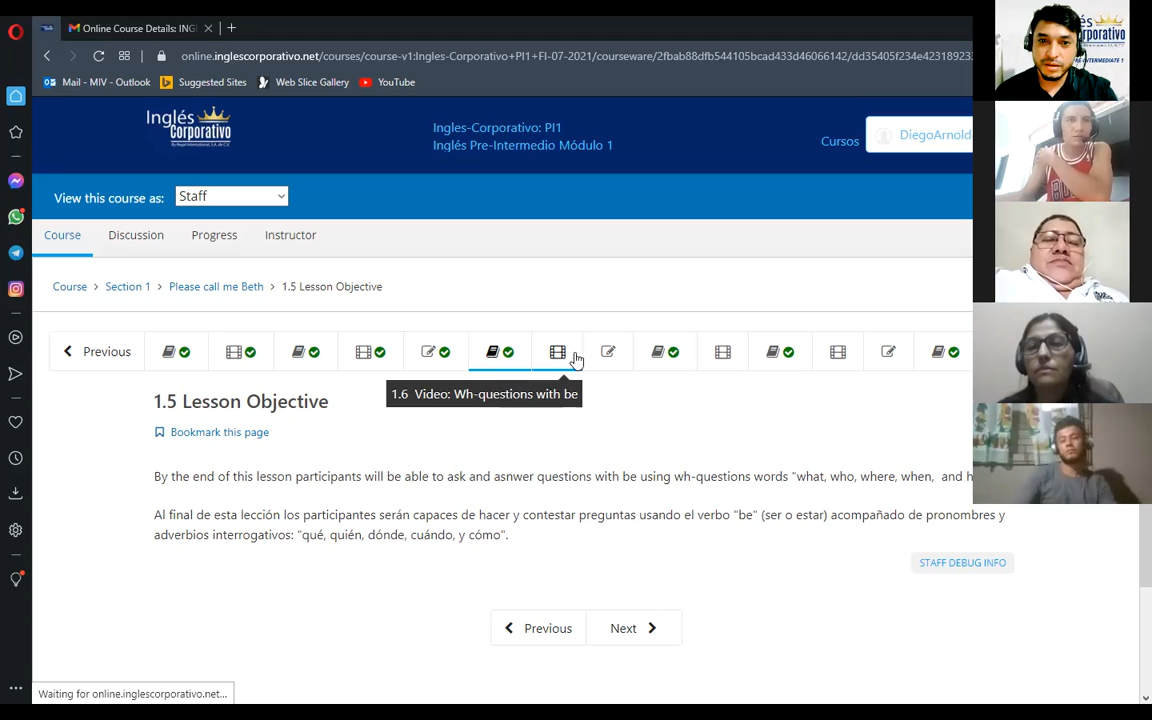 Online Course Details: ING
online.inglescorporativo.net/courses/course-v1:Ingles-Corporativo+PI1+FI-07-2021/courseware/2fbab88dfb544105bcad433d46066142/dd35405f234e42318923
Mail - MIV - Outlook
Suggested Sites
Web Slice Gallery
YouTube
Inglés
Corporativo
By Regal International, S.A. de C.V.
Ingles-Corporativo: PI1
Inglés Pre-Intermedio Módulo 1
Cursos
DiegoArnold
View this course as:
Staff
Course
Discussion
Progress
Instructor
Course > Section 1 > Please call me Beth > 1.5 Lesson Objective
Previous
1.6 Video: Wh-questions with be
1.5 Lesson Objective
Bookmark this page
By the end of this lesson participants will be able to ask and asnwer questions with be using wh-questions words "what, who, where, when, and h
Al final de esta lección los participantes serán capaces de hacer y contestar preguntas usando el verbo "be" (ser o estar) acompañado de pronombres y
adverbios interrogativos: "qué, quién, dónde, cuándo, y cómo".
STAFF DEBUG INFO
Previous
Next
Waiting for online.inglescorporativo.net...